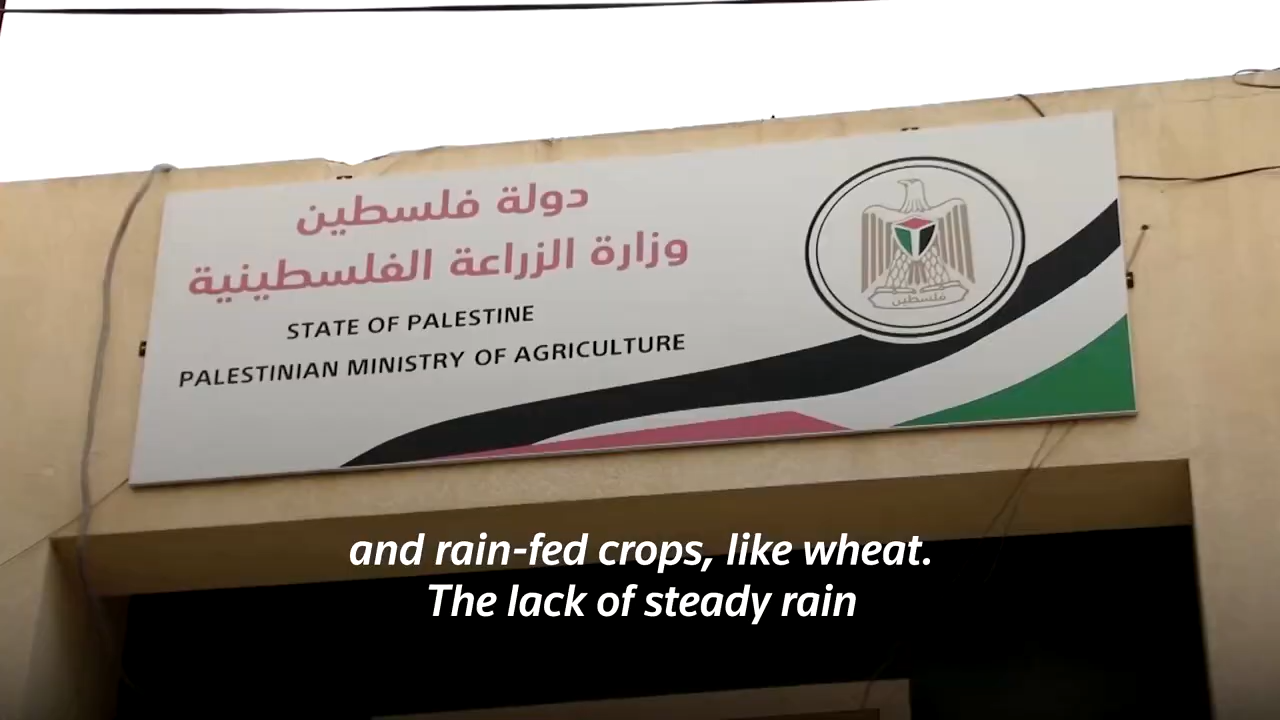 دولة فلسطين
وزارة الزراعة الفلسطينية
STATE OF PALESTINE
PALESTINIAN MINISTRY OF AGRICULTURE
فلسطين
and rain-fed crops, like wheat.
The lack of steady rain